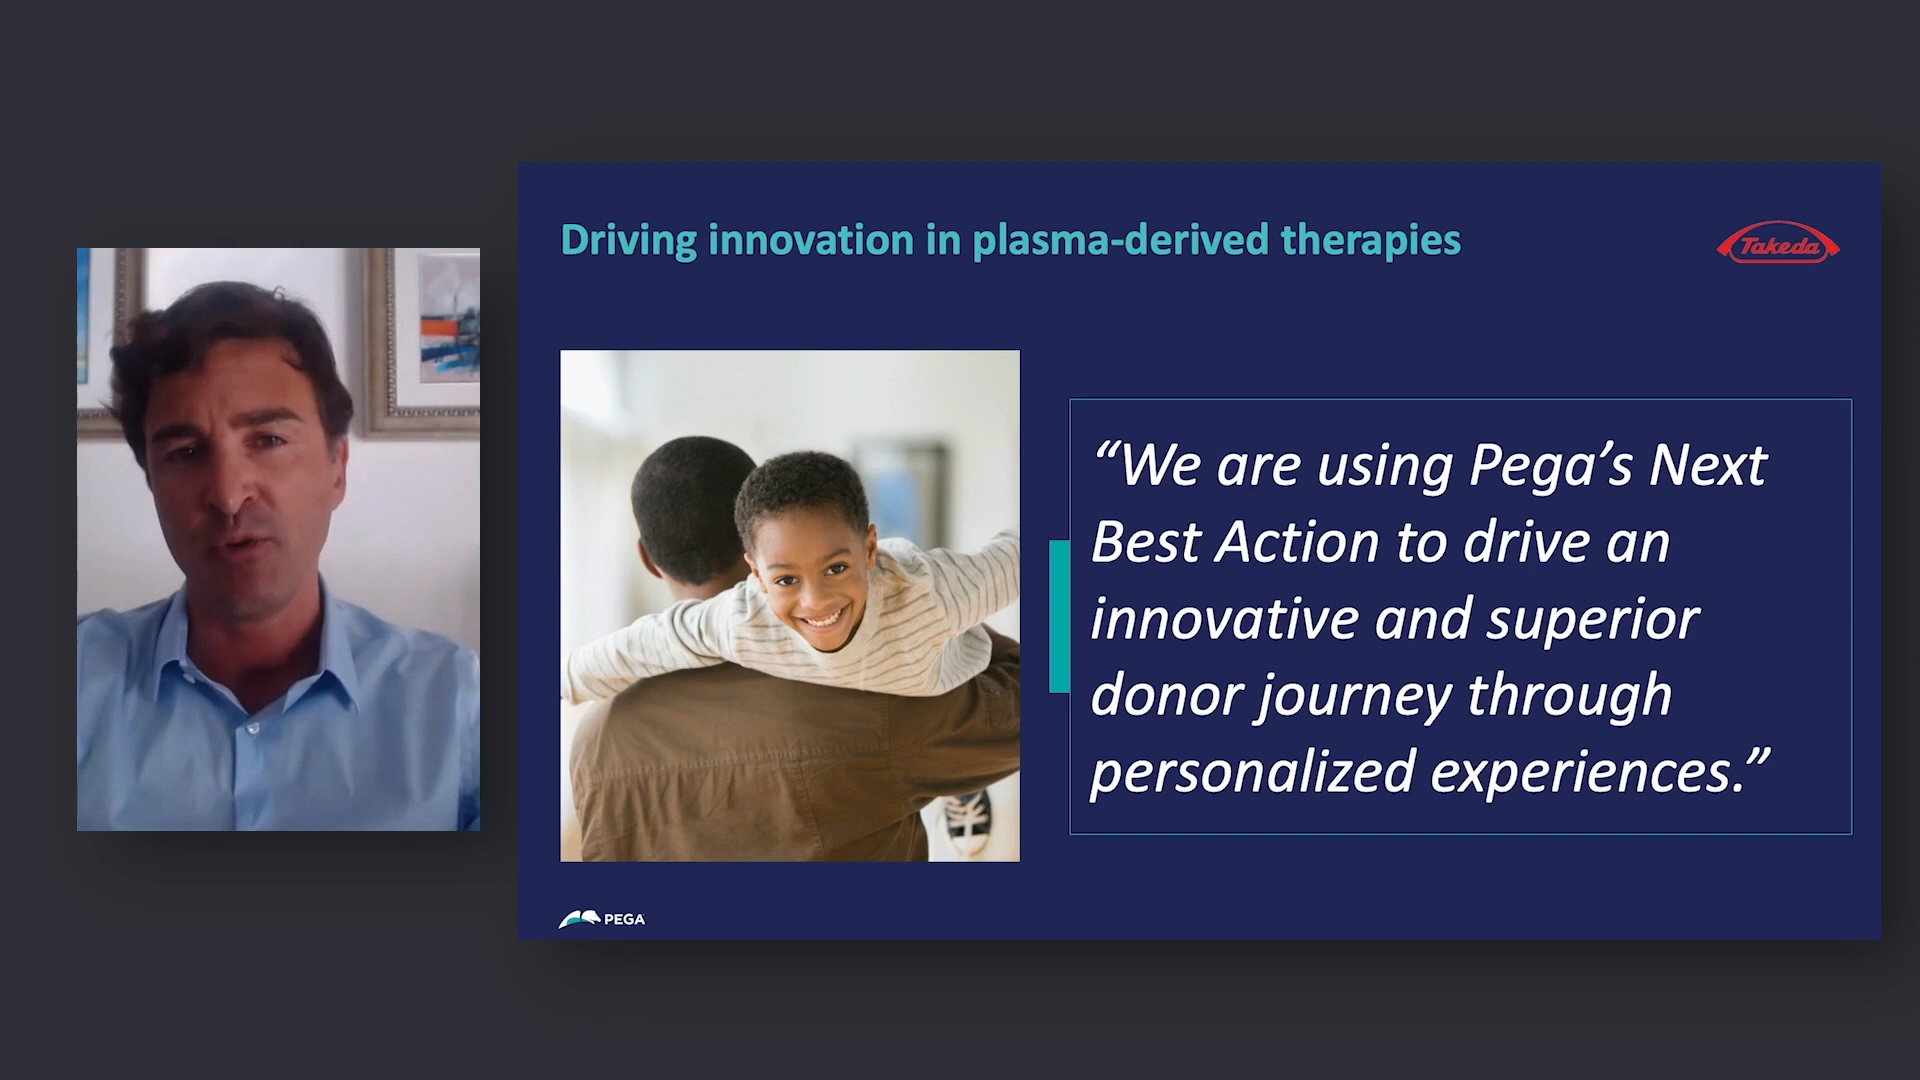 Driving innovation in plasma-derived therapies
Takeda
“We are using Pega’s Next
Best Action to drive an
innovative and superior
donor journey through
personalized experiences.”
PEGA